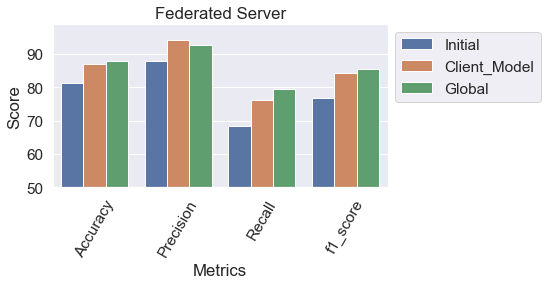 Federated Server
Score
90
80
70
60
50
Accuracy
Precision
Recall
f1_score
Metrics
Initial
Client_Model
Global